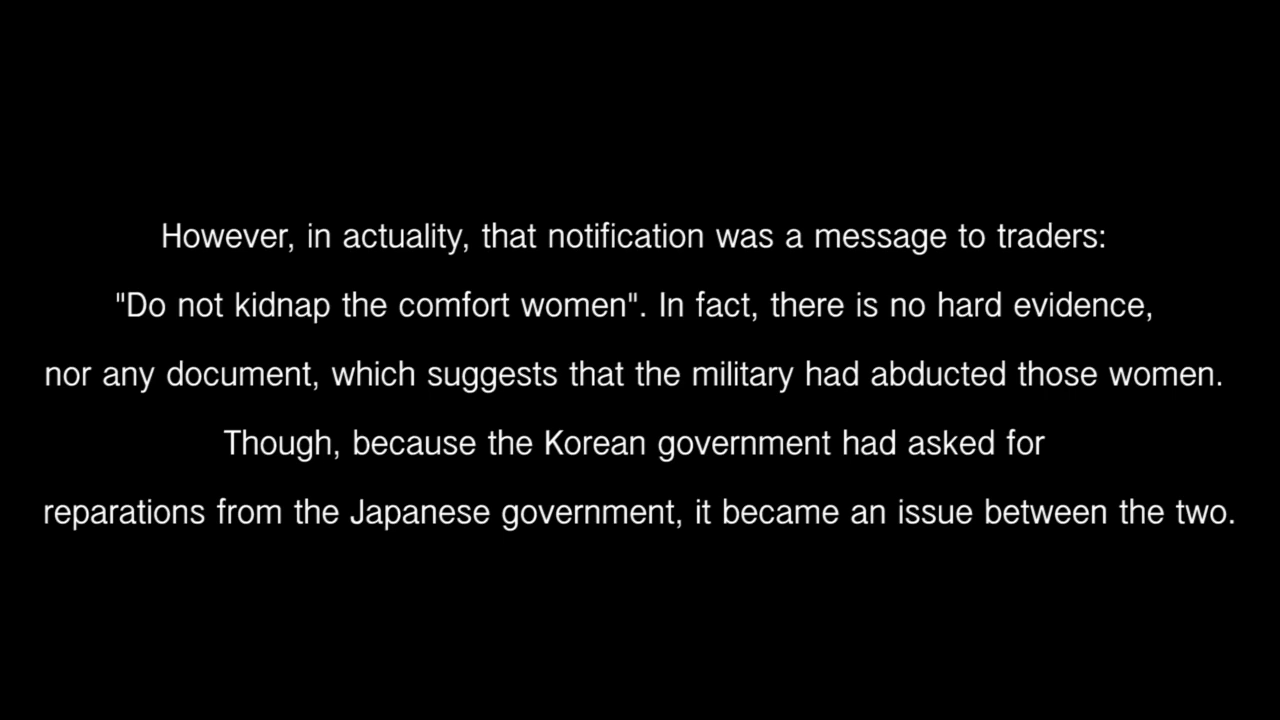 However, in actuality, that notification was a message to traders:
"Do not kidnap the comfort women". In fact, there is no hard evidence,
nor any document, which suggests that the military had abducted those women.
Though, because the Korean government had asked for
reparations from the Japanese government, it became an issue between the two.